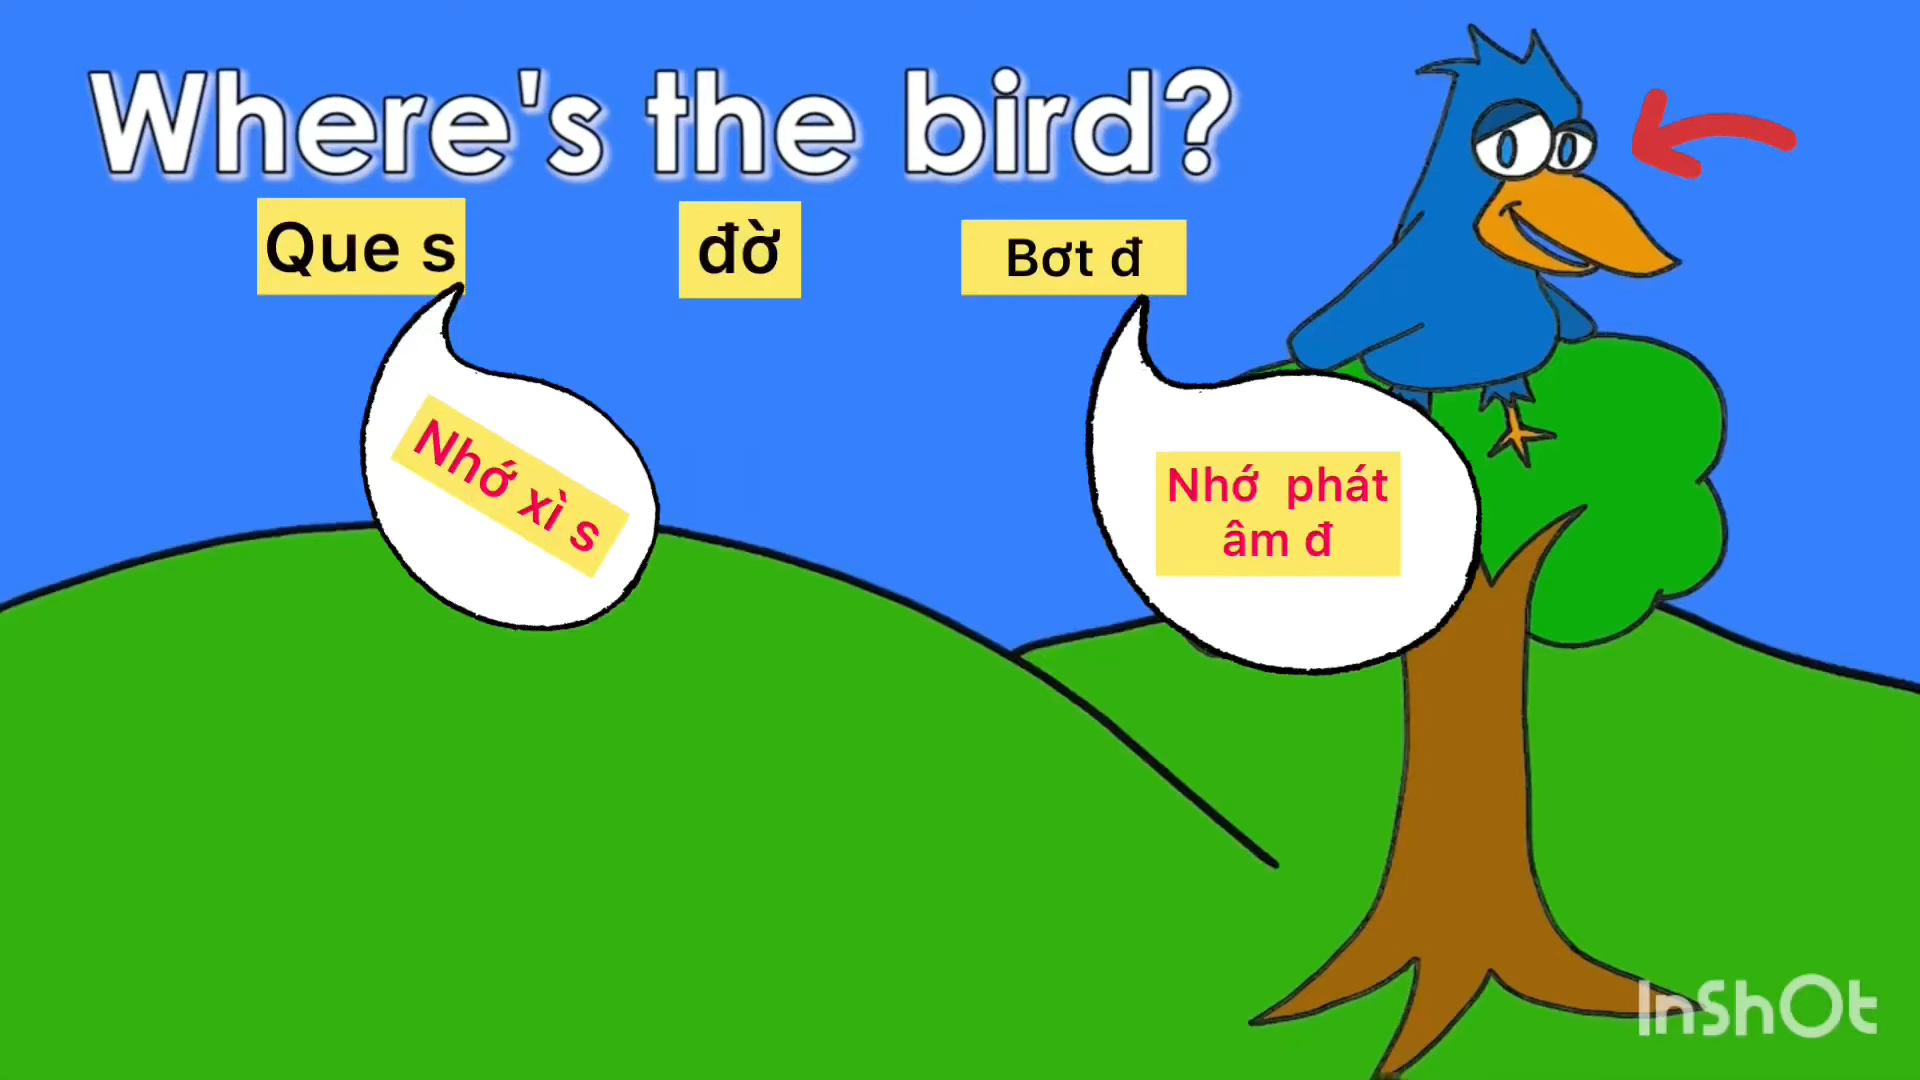 Where's the bird?
Que s
đờ
Bơt đ
Nhớ xì s
Nhớ phát
âm đ
InShOt